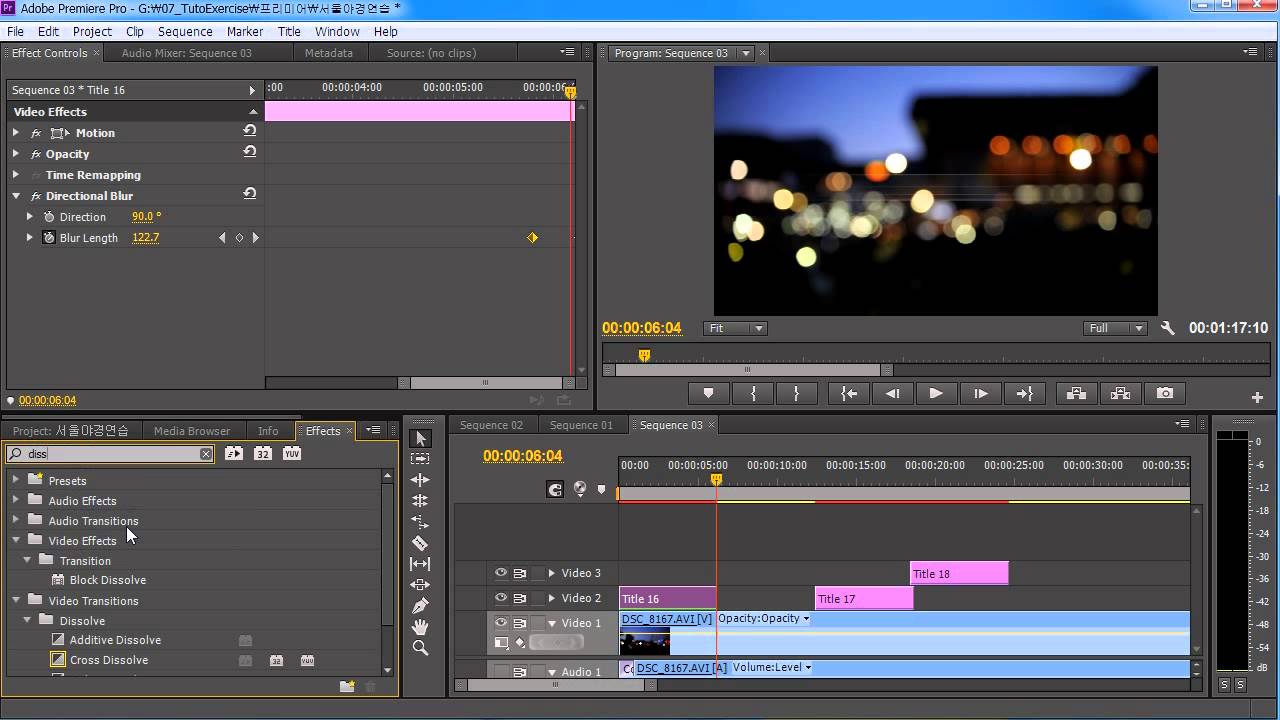 Adobe Premiere Pro - G:₩07_TutoExercise₩프리미어₩서울야경연습 *
File Edit Project Clip Sequence Marker Title Window Help
Effect Controls Audio Mixer: Sequence 03 Metadata Source: (no clips)
Sequence 03 * Title 16
:00 00:00:04:00 00:00:05:00 00:00:06
Video Effects
fx Motion
fx Opacity
fx Time Remapping
fx Directional Blur
Direction 90.0 °
Blur Length 122.7
00:00:06:04
Program: Sequence 03
00:00:06:04 Fit Full 00:01:17:10
Project: 서울야경연습 Media Browser Info Effects
diss 32 YUV
Presets
Audio Effects
Audio Transitions
Video Effects
Transition
Block Dissolve
Video Transitions
Dissolve
Additive Dissolve
Cross Dissolve 32 YUV
Sequence 02 Sequence 01 Sequence 03
00:00:06:04
00:00 00:00:05:00 00:00:10:00 00:00:15:00 00:00:20:00 00:00:25:00 00:00:30:00 00:00:35:
Video 3 Title 18
Video 2 Title 16 Title 17
Video 1 DSC_8167.AVI [V] Opacity:Opacity
Audio 1 Co DSC_8167.AVI [A] Volume:Level
0
-6
-12
-18
-24
-30
-36
-42
-48
-54
dB
S S